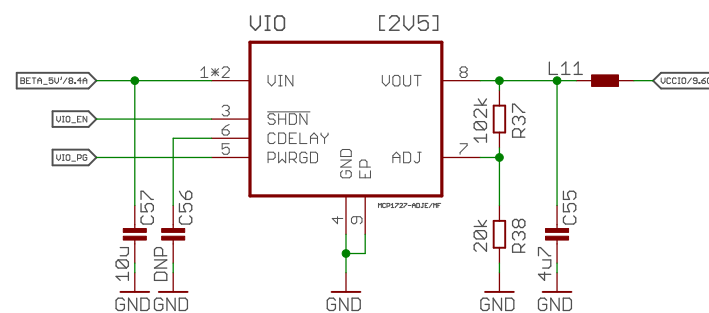 VIO [2V5]
BETA_5V'/8.4A 1*2 VIN VOUT 8 L11 VCCIO/9.6C
VIO_EN 3 SHDN
6 CDELAY
VIO_PG 5 PWRGD GND EP ADJ 7
102k R37
MCP1727-ADJE/MF
4 9
10u C57 DNP C56 20k R38 4u7 C55
GND GND GND GND GND